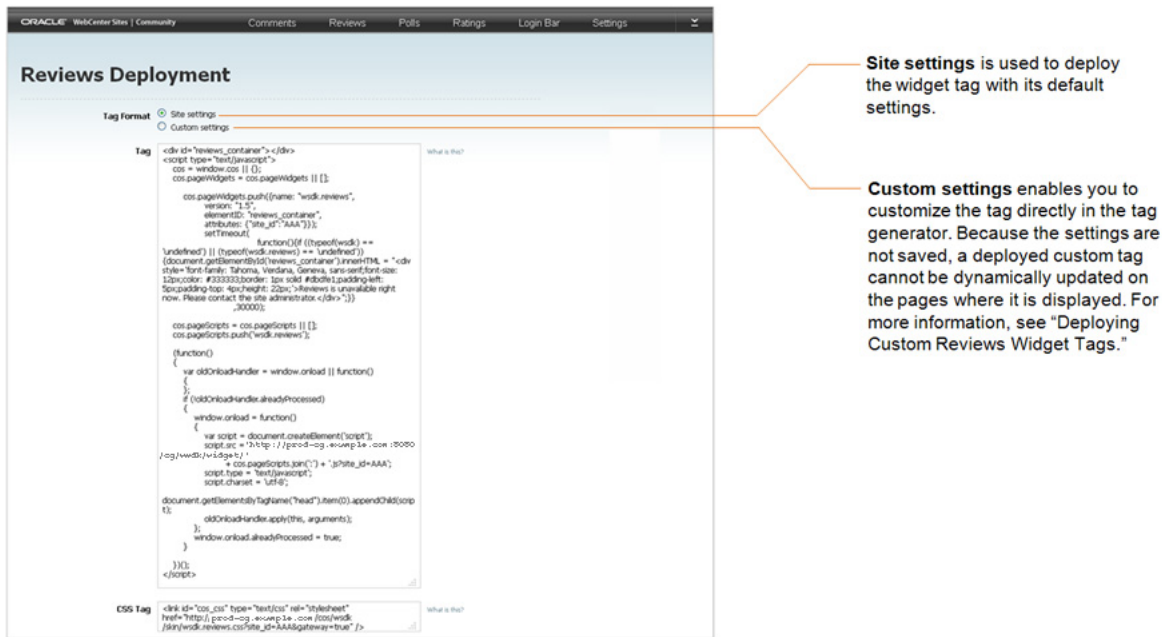 ORACLE WebCenter Sites | Community Comments Reviews Polls Ratings Login Bar Settings
Reviews Deployment
Tag Format Site settings
Custom settings
Tag
<div id="reviews_container"></div>
<script type="text/javascript">
cos = window.cos || {};
cos.pageWidgets = cos.pageWidgets || [];
cos.pageWidgets.push({name: "wsdk.reviews",
version: "1.5",
elementID: "reviews_container",
attributes: {"site_id":"AAA"}});
setTimeout(
function(){if ((typeof(wsdk) ==
'undefined') || (typeof(wsdk.reviews) == 'undefined'))
{document.getElementById('reviews_container').innerHTML = "<div
style='font-family: Tahoma, Verdana, Geneva, sans-serif;font-size:
12px;color: #333333;border: 1px solid #dbdfe1;padding-left:
5px;padding-top: 4px;height: 22px;'>Reviews is unavailable right
now. Please contact the site administrator.</div>";}}
,30000);
cos.pageScripts = cos.pageScripts || [];
cos.pageScripts.push('wsdk.reviews');
(function()
{
var oldOnloadHandler = window.onload || function()
{
};
if (!oldOnloadHandler.alreadyProcessed)
{
window.onload = function()
{
var script = document.createElement('script');
script.src = 'http://prod-cg.example.com:8080
/cg/wsdk/widget/'
+ cos.pageScripts.join(':') + '.js?site_id=AAA';
script.type = 'text/javascript';
script.charset = 'utf-8';
document.getElementsByTagName("head").item(0).appendChild(scrip
t);
oldOnloadHandler.apply(this, arguments);
};
window.onload.alreadyProcessed = true;
}
})();
</script>
What is this?
CSS Tag
<link id="cos_css" type="text/css" rel="stylesheet"
href="http:\\prod-cg.example.com/cos/wsdk
/skin/wsdk.reviews.css?site_id=AAA&gateway=true" />
What is this?
Site settings is used to deploy
the widget tag with its default
settings.
Custom settings enables you to
customize the tag directly in the tag
generator. Because the settings are
not saved, a deployed custom tag
cannot be dynamically updated on
the pages where it is displayed. For
more information, see “Deploying
Custom Reviews Widget Tags.”